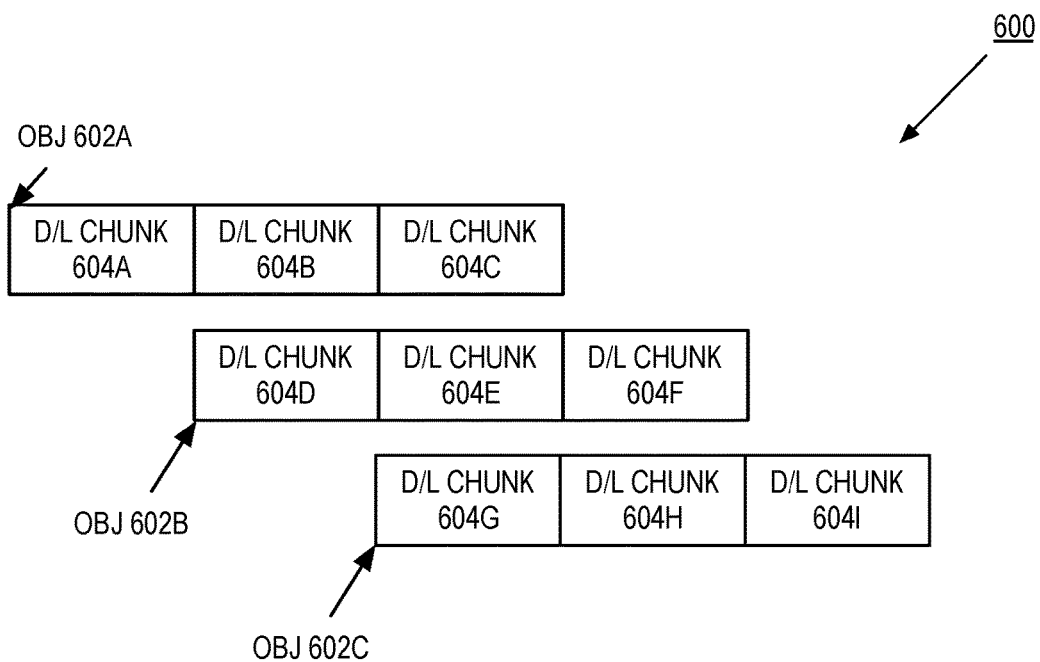 600
OBJ 602A
D/L CHUNK D/L CHUNK D/L CHUNK
604A 604B 604C
D/L CHUNK D/L CHUNK D/L CHUNK
604D 604E 604F
D/L CHUNK D/L CHUNK D/L CHUNK
604G 604H 604I
OBJ 602B
OBJ 602C